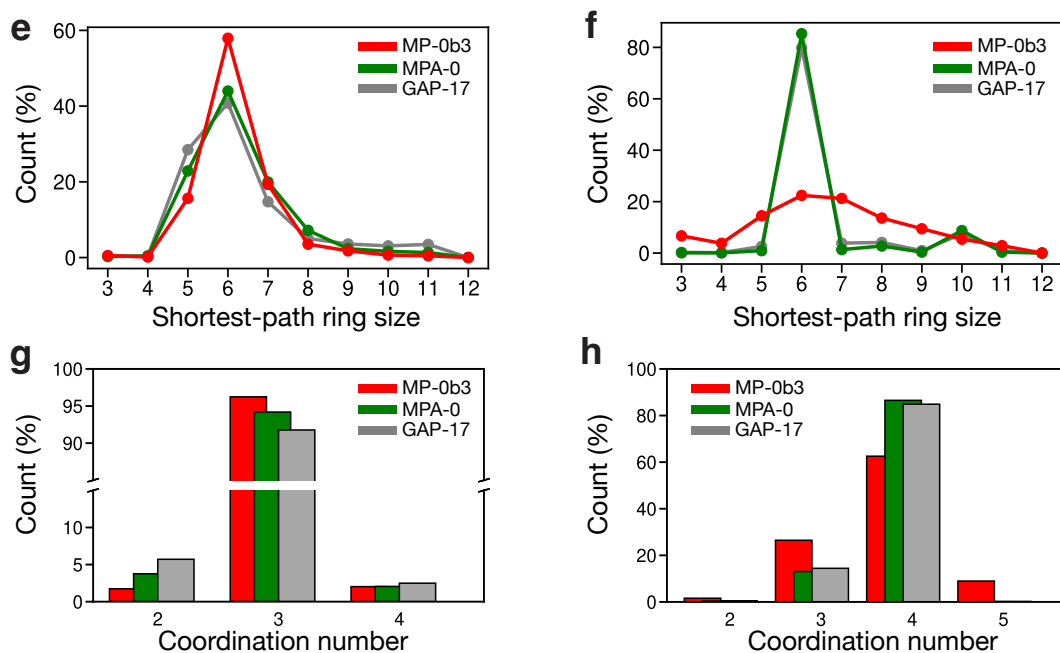 e
60
40
20
0
Count (%)
MP-0b3
MPA-0
GAP-17
3 4 5 6 7 8 9 10 11 12
Shortest-path ring size
f
80
60
40
20
0
Count (%)
MP-0b3
MPA-0
GAP-17
3 4 5 6 7 8 9 10 11 12
Shortest-path ring size
g
100
95
90
10
5
0
Count (%)
MP-0b3
MPA-0
GAP-17
2 3 4
Coordination number
h
100
80
60
40
20
0
Count (%)
MP-0b3
MPA-0
GAP-17
2 3 4 5
Coordination number